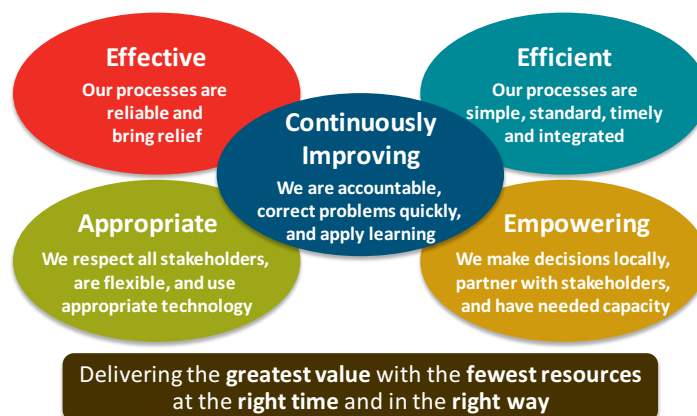 Effective
Our processes are
reliable and
bring relief
Efficient
Our processes are
simple, standard, timely
and integrated
Continuously
Improving
We are accountable,
correct problems quickly,
and apply learning
Appropriate
We respect all stakeholders,
are flexible, and use
appropriate technology
Empowering
We make decisions locally,
partner with stakeholders,
and have needed capacity
Delivering the greatest value with the fewest resources
at the right time and in the right way